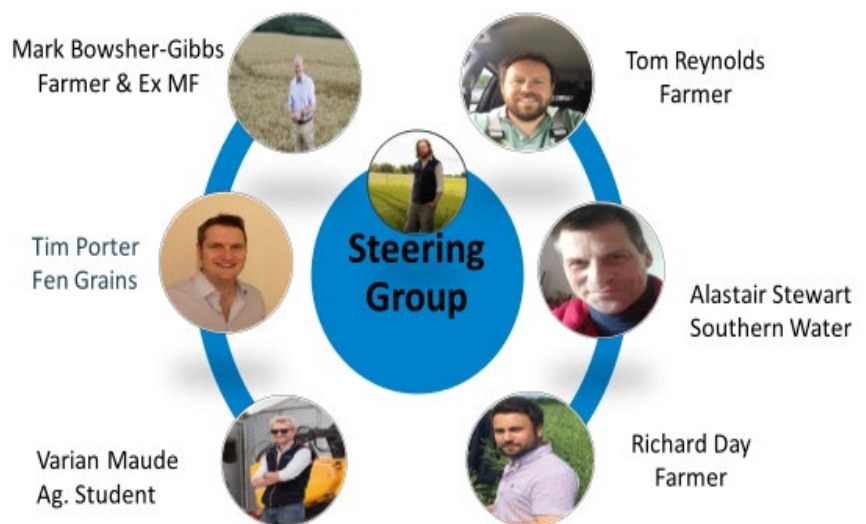 Mark Bowsher-Gibbs
Farmer & Ex MF
Tom Reynolds
Farmer
Steering
Group
Tim Porter
Fen Grains
Alastair Stewart
Southern Water
Varian Maude
Ag. Student
Richard Day
Farmer